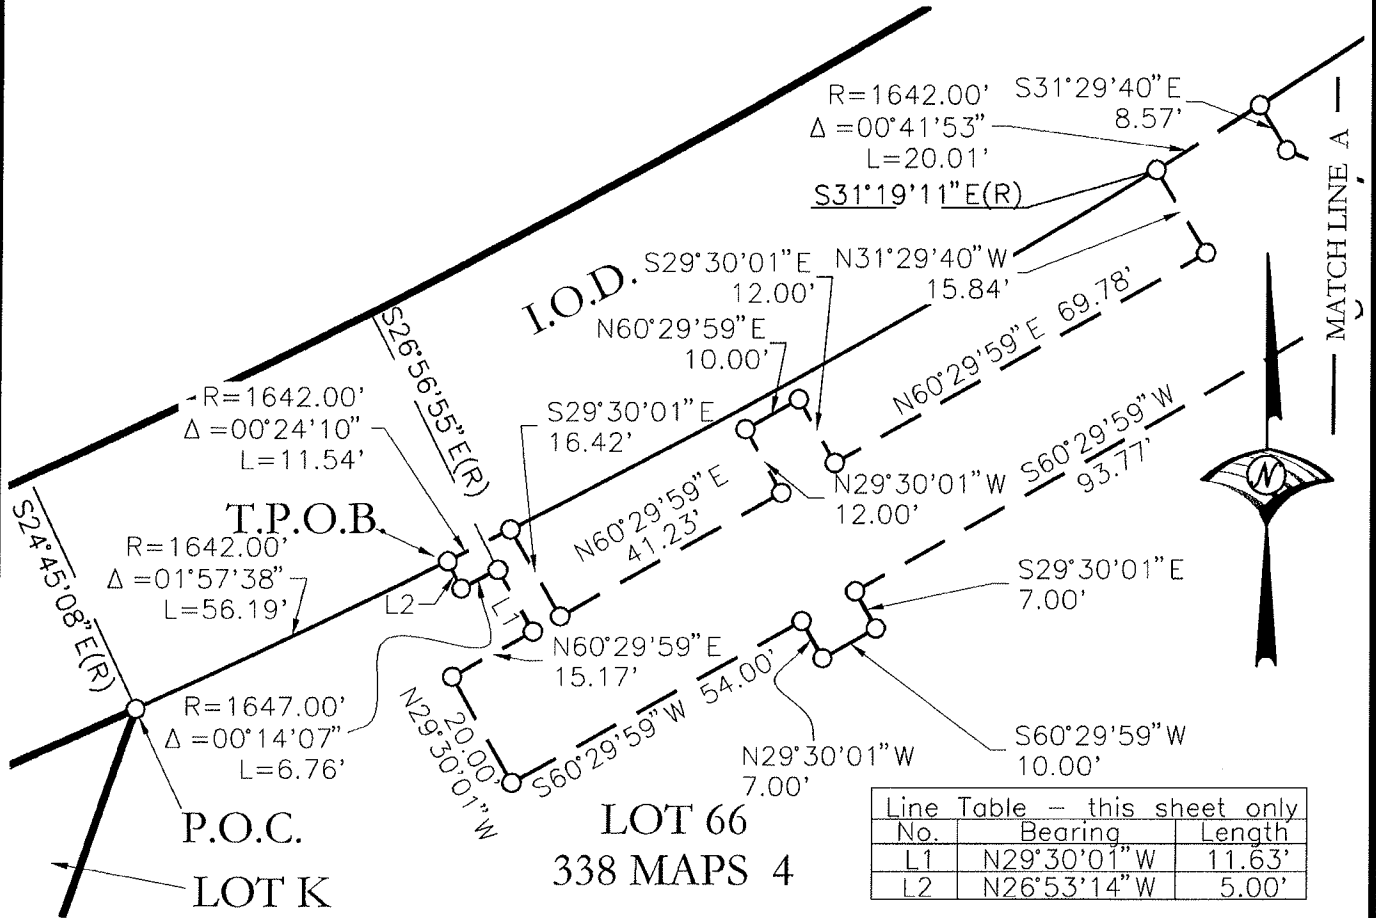 R=1642.00' S31°29'40"E
Δ=00°41'53" 8.57'
L=20.01'
S31°19'11"E(R)
MATCH LINE A
S29°30'01"E N31°29'40"W
12.00' 15.84'
I.O.D.
N60°29'59"E
10.00'
N60°29'59"E 69.78'
S26°56'55"E(R)
R=1642.00'
Δ=00°24'10"
L=11.54'
S29°30'01"E
16.42'
S60°29'59"W
93.77'
N
S24°45'08"E(R)
T.P.O.B.
N60°29'59"E
41.23'
N29°30'01"W
12.00'
R=1642.00'
Δ=01°57'38"
L=56.19'
L2
L1
S29°30'01"E
7.00'
N60°29'59"E
15.17'
R=1647.00'
Δ=00°14'07"
L=6.76'
20.00'
N29°30'01"W
S60°29'59"W 54.00'
N29°30'01"W
7.00'
S60°29'59"W
10.00'
P.O.C.
LOT K
LOT 66
338 MAPS 4
Line Table - this sheet only
No. Bearing Length
L1 N29°30'01"W 11.63'
L2 N26°53'14"W 5.00'